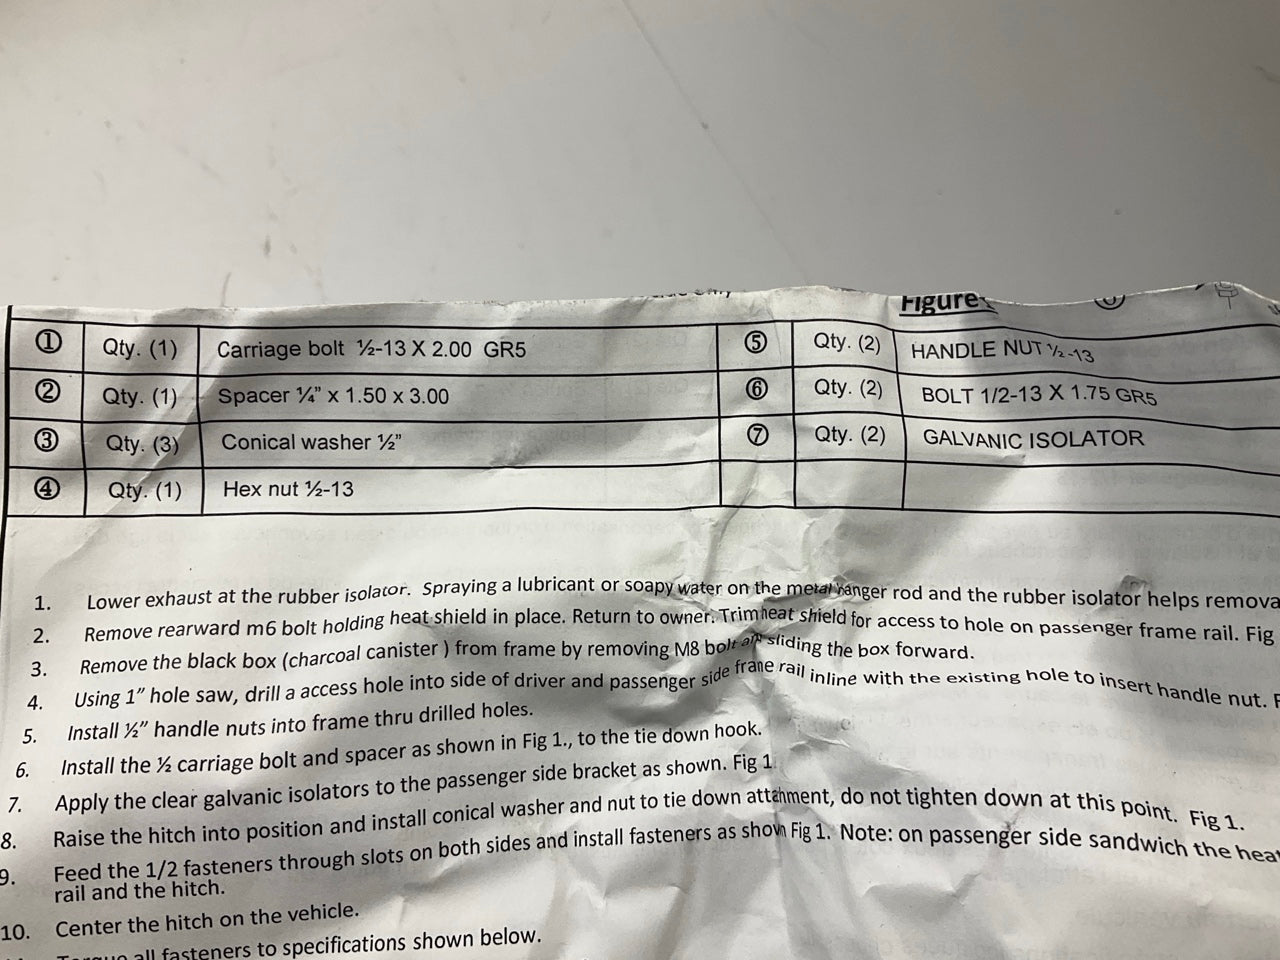 Figure
① Qty. (1) Carriage bolt ½-13 X 2.00 GR5 ⑤ Qty. (2) HANDLE NUT ½-13
② Qty. (1) Spacer ¼” x 1.50 x 3.00 ⑥ Qty. (2) BOLT 1/2-13 X 1.75 GR5
③ Qty. (3) Conical washer ½” ⑦ Qty. (2) GALVANIC ISOLATOR
④ Qty. (1) Hex nut ½-13
1. Lower exhaust at the rubber isolator. Spraying a lubricant or soapy water on the metal hanger rod and the rubber isolator helps remova
2. Remove rearward m6 bolt holding heat shield in place. Return to owner. Trim heat shield for access to hole on passenger frame rail. Fig
3. Remove the black box (charcoal canister ) from frame by removing M8 bolt sliding the box forward.
4. Using 1” hole saw, drill a access hole into side of driver and passenger side frame rail inline with the existing hole to insert handle nut. F
5. Install ½” handle nuts into frame thru drilled holes.
6. Install the ½ carriage bolt and spacer as shown in Fig 1., to the tie down hook.
7. Apply the clear galvanic isolators to the passenger side bracket as shown. Fig 1
8. Raise the hitch into position and install conical washer and nut to tie down attachment, do not tighten down at this point. Fig 1.
9. Feed the 1/2 fasteners through slots on both sides and install fasteners as shown Fig 1. Note: on passenger side sandwich the heat
rail and the hitch.
10. Center the hitch on the vehicle.
Torque all fasteners to specifications shown below.